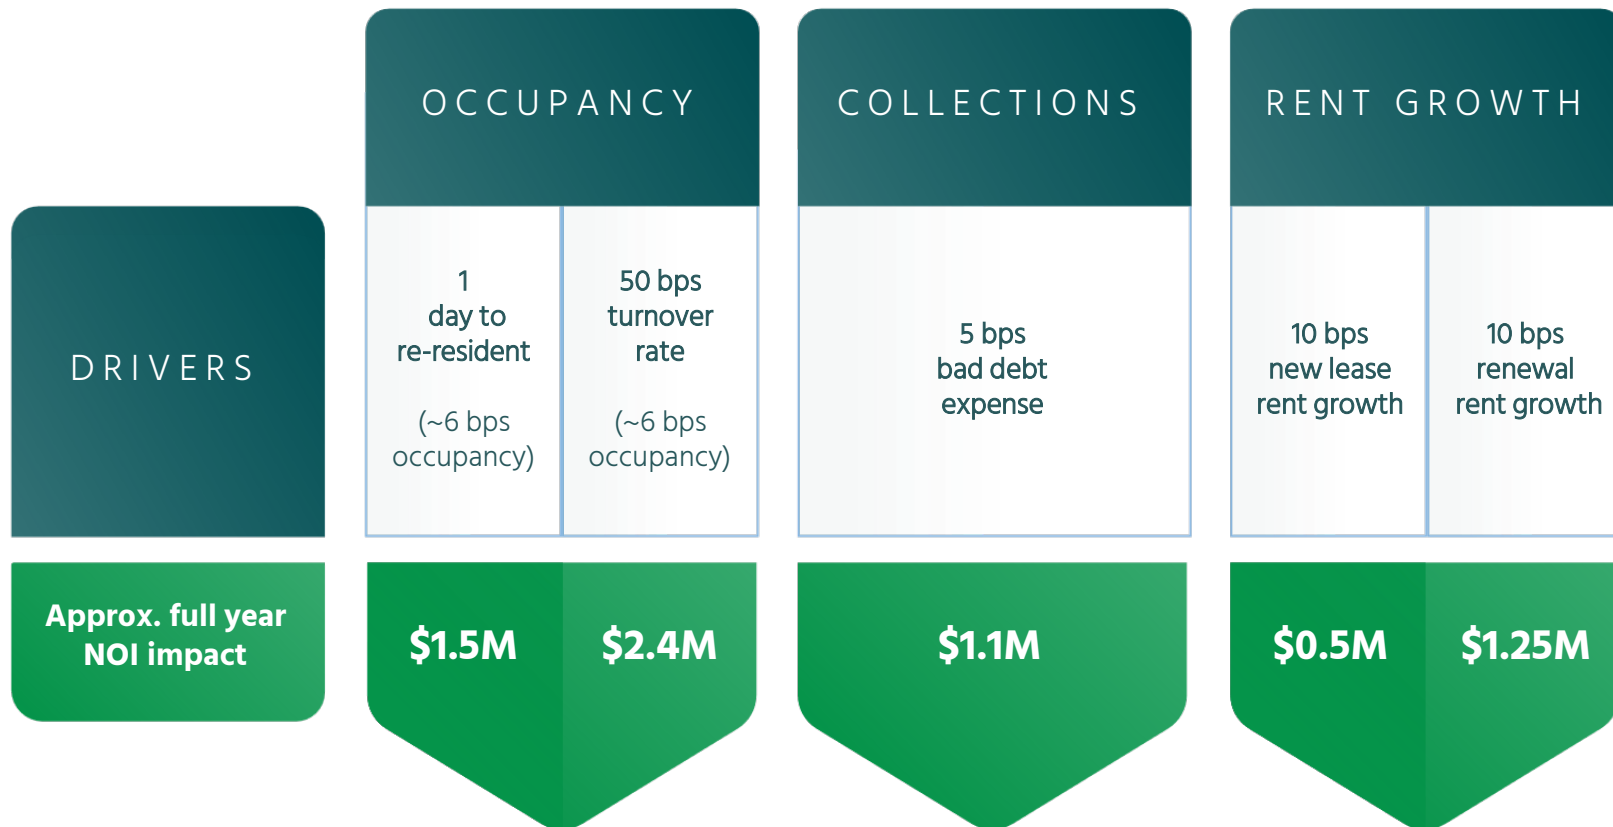 OCCUPANCY
COLLECTIONS
RENT GROWTH
DRIVERS
1
day to
re-resident
(~6 bps
occupancy)
50 bps
turnover
rate
(~6 bps
occupancy)
5 bps
bad debt
expense
10 bps
new lease
rent growth
10 bps
renewal
rent growth
Approx. full year
NOI impact
$1.5M
$2.4M
$1.1M
$0.5M
$1.25M